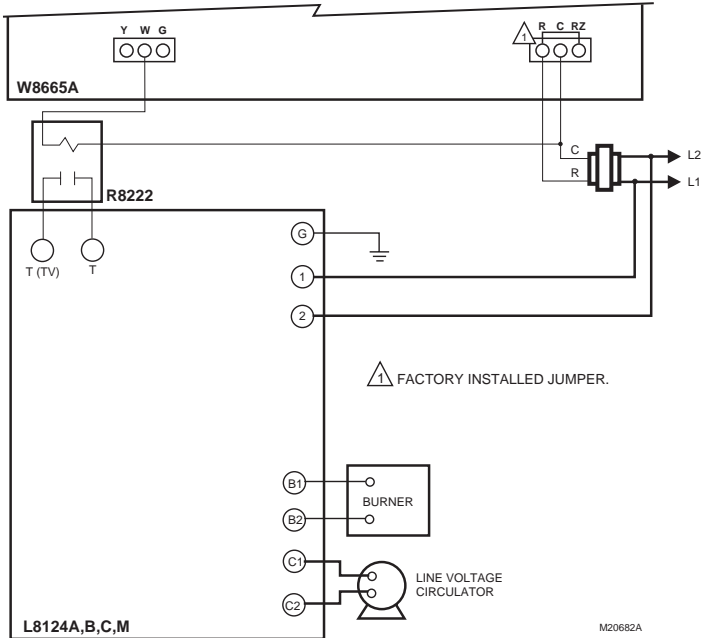 Y W G
1
R C RZ
W8665A
C
R
L2
L1
R8222
T (TV)
T
G
1
2
1 FACTORY INSTALLED JUMPER.
B1
B2
BURNER
C1
C2
LINE VOLTAGE
CIRCULATOR
L8124A,B,C,M
M20682A